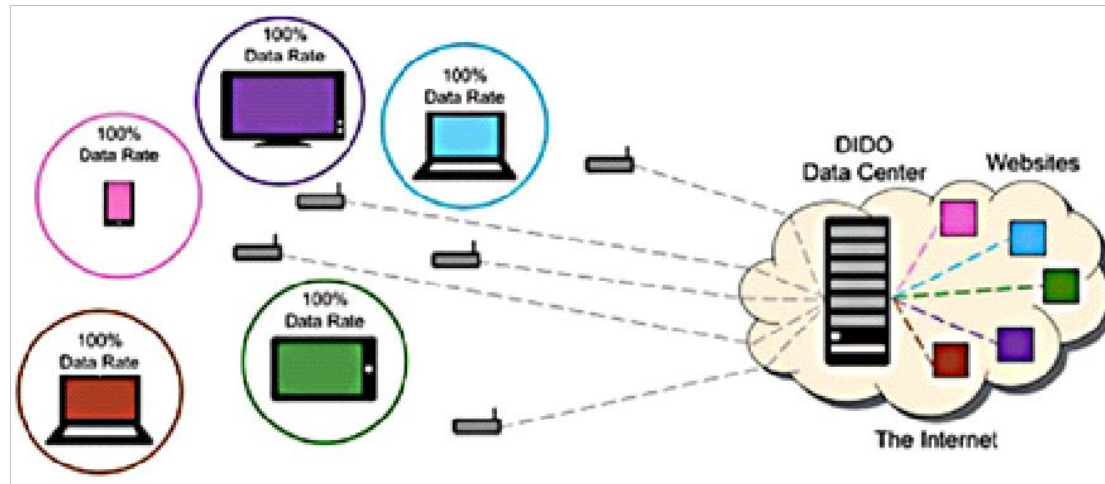 100%
Data Rate
100%
Data Rate
100%
Data Rate
100%
Data Rate
100%
Data Rate
DIDO
Data Center
Websites
The Internet